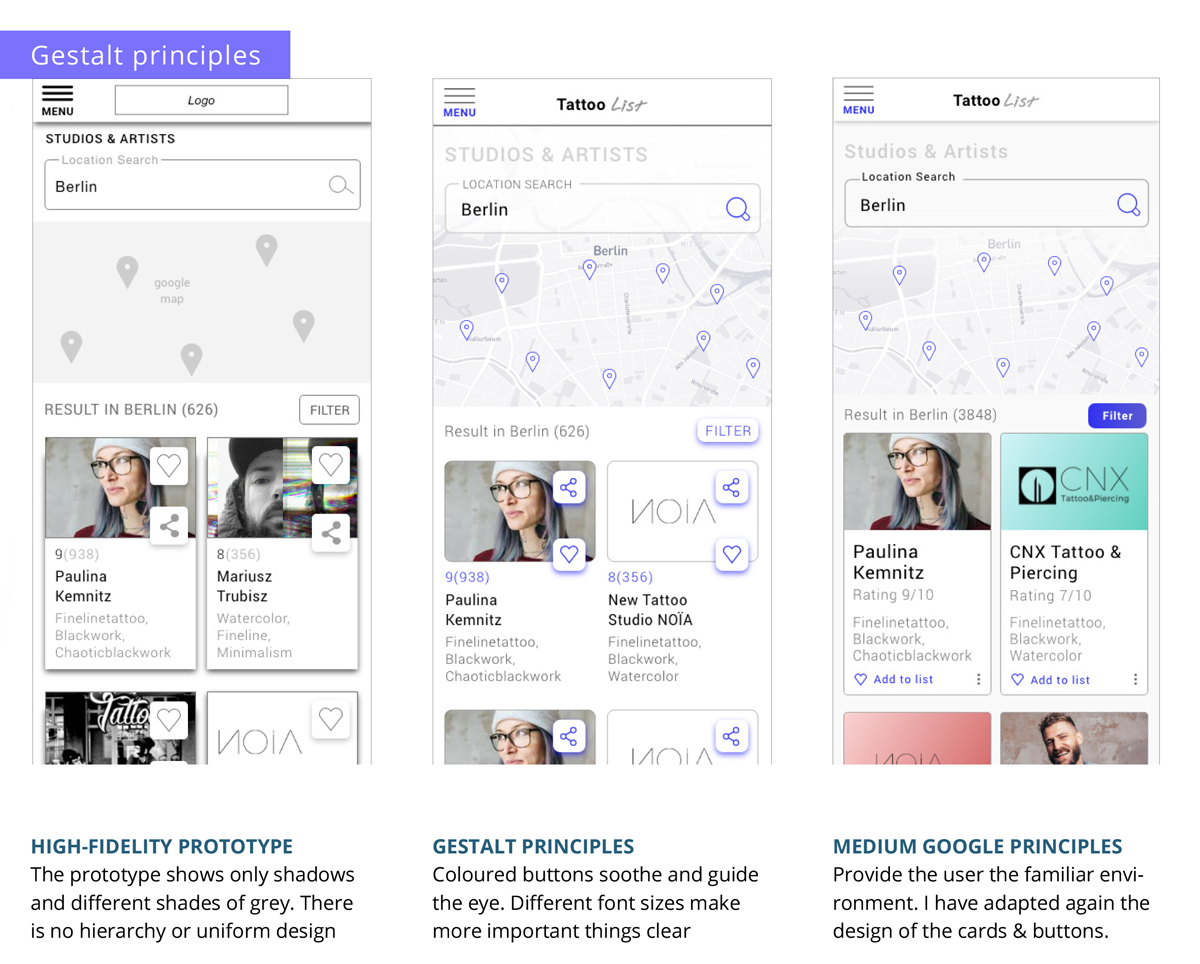 Gestalt principles
MENU
Logo
STUDIOS & ARTISTS
Location Search
Berlin
google
map
RESULT IN BERLIN (626)
FILTER
9(938)
Paulina
Kemnitz
Finelinetattoo,
Blackwork,
Chaoticblackwork
8(356)
Mariusz
Trubisz
Watercolor,
Fineline,
Minimalism
Tattoo
NOIA
MENU
Tattoo List
STUDIOS & ARTISTS
LOCATION SEARCH
Berlin
Berlin
Result in Berlin (626)
FILTER
NOIA
9(938)
Paulina
Kemnitz
Finelinetattoo,
Blackwork,
Chaoticblackwork
8(356)
New Tattoo
Studio NOÏA
Finelinetattoo,
Blackwork,
Watercolor
NOIA
MENU
Tattoo List
Studios & Artists
Location Search
Berlin
Berlin
Result in Berlin (3848)
Filter
CNX
Tattoo&Piercing
Paulina
Kemnitz
Rating 9/10
Finelinetattoo,
Blackwork,
Chaoticblackwork
Add to list
CNX Tattoo &
Piercing
Rating 7/10
Finelinetattoo,
Blackwork,
Watercolor
Add to list
NOIA
HIGH-FIDELITY PROTOTYPE
The prototype shows only shadows
and different shades of grey. There
is no hierarchy or uniform design
GESTALT PRINCIPLES
Coloured buttons soothe and guide
the eye. Different font sizes make
more important things clear
MEDIUM GOOGLE PRINCIPLES
Provide the user the familiar envi-
ronment. I have adapted again the
design of the cards & buttons.